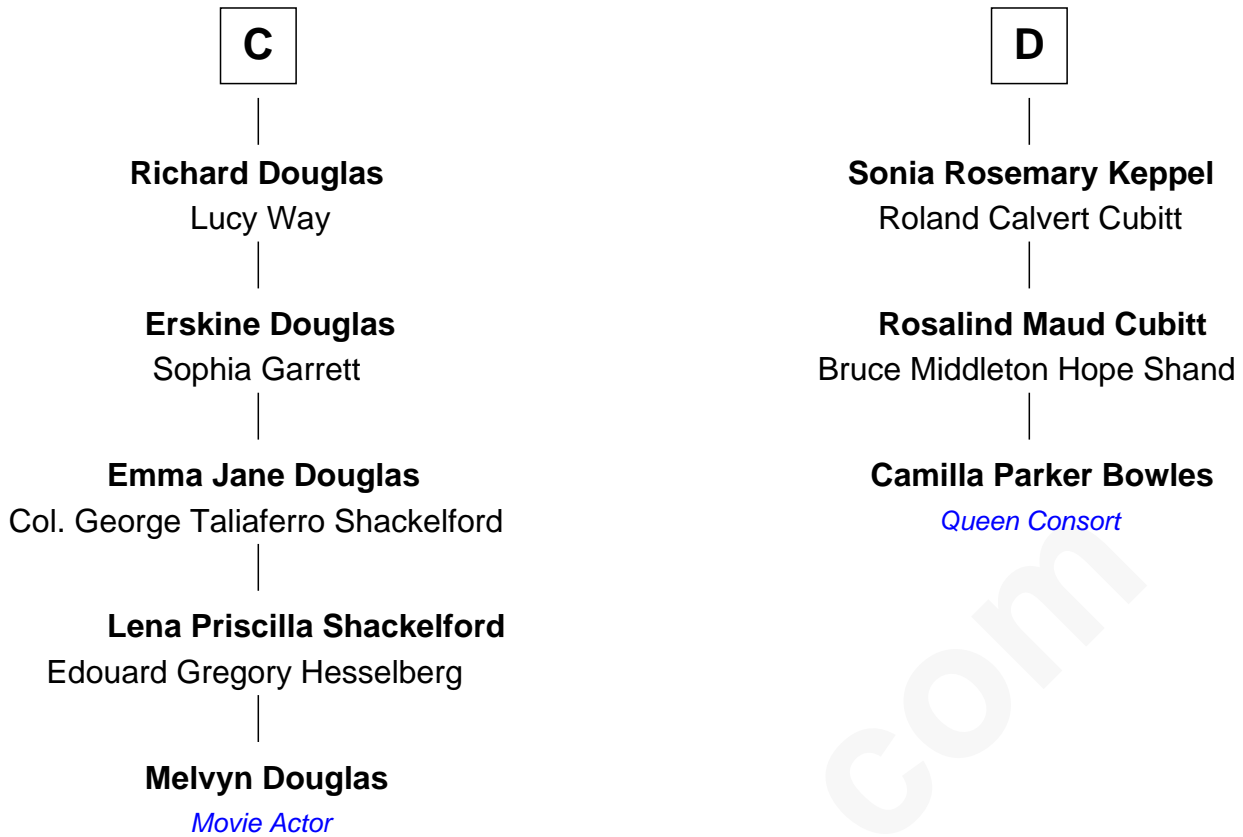 C
Richard Douglas
Lucy Way
Erskine Douglas
Sophia Garrett
Emma Jane Douglas
Col. George Taliaferro Shackelford
Lena Priscilla Shackelford
Edouard Gregory Hesselberg
Melvyn Douglas
Movie Actor
D
Sonia Rosemary Keppel
Roland Calvert Cubitt
Rosalind Maud Cubitt
Bruce Middleton Hope Shand
Camilla Parker Bowles
Queen Consort
com